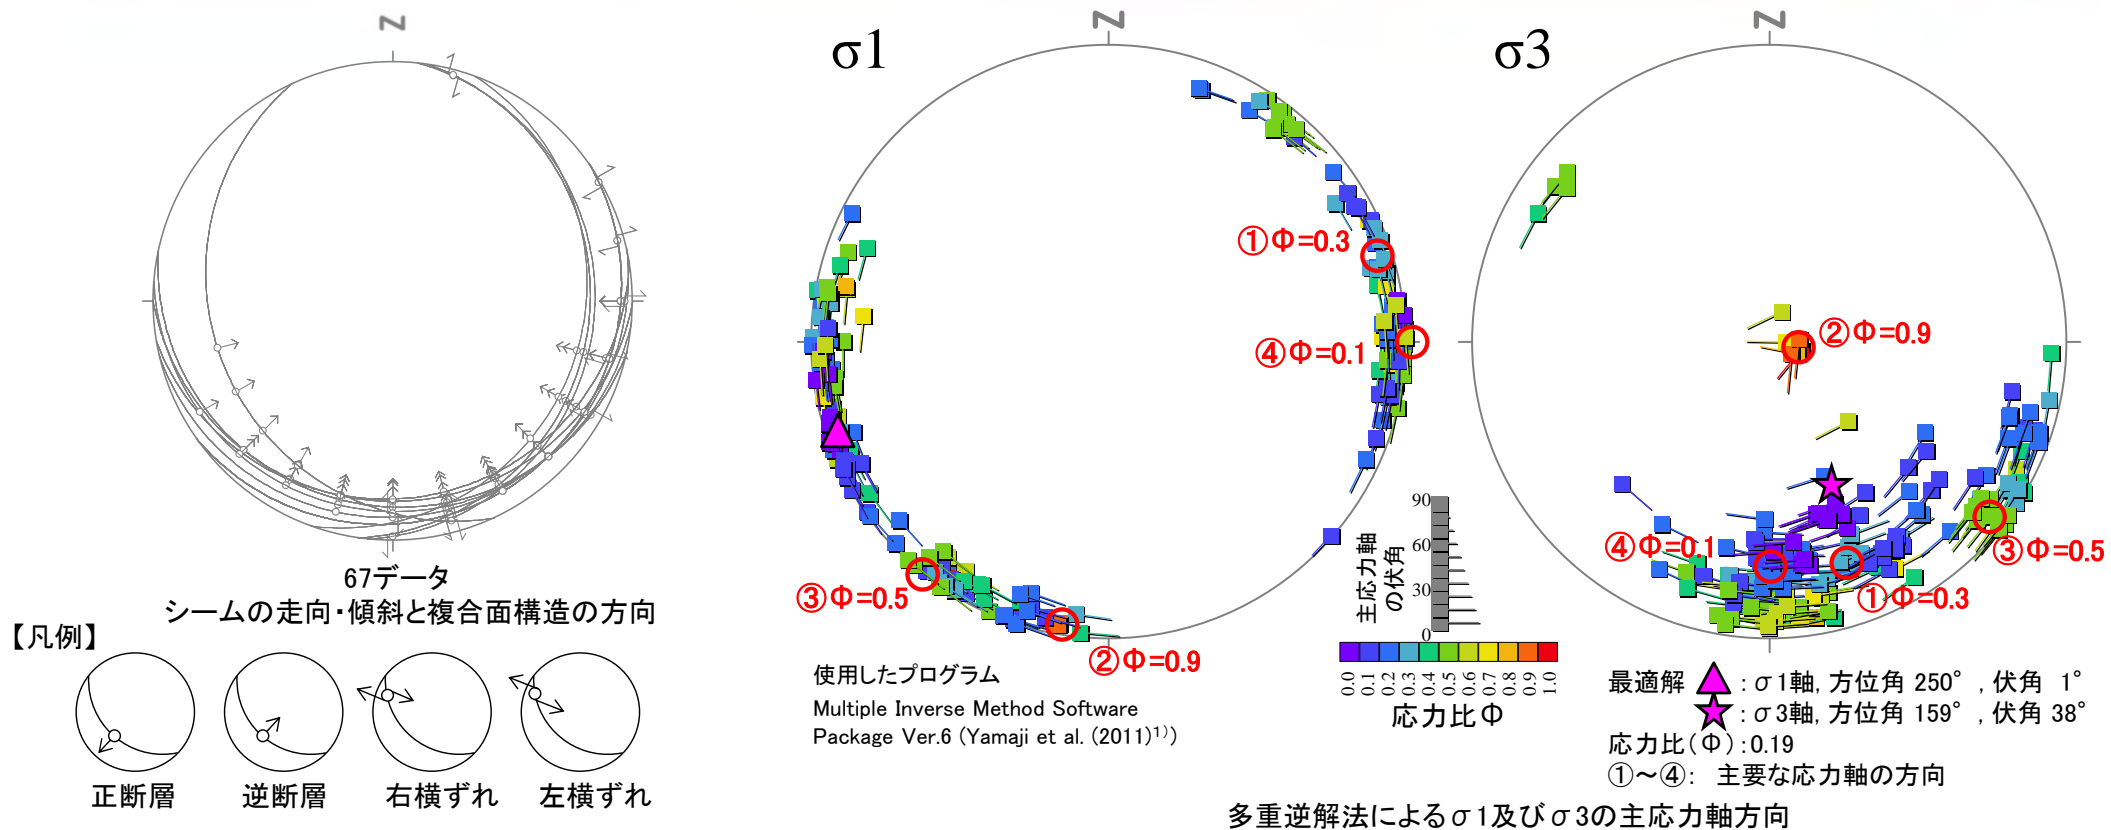 N
67データ
シームの走向・傾斜と複合面構造の方向
【凡例】
正断層
逆断層
右横ずれ
左横ずれ
σ1
N
①Φ=0.3
④Φ=0.1
③Φ=0.5
②Φ=0.9
使用したプログラム
Multiple Inverse Method Software
Package Ver.6 (Yamaji et al. (2011)¹⁾)
主応力軸
の伏角
90
60
30
0
0.0
0.1
0.2
0.3
0.4
0.5
0.6
0.7
0.8
0.9
1.0
応力比Φ
σ3
N
②Φ=0.9
④Φ=0.1
③Φ=0.5
①Φ=0.3
最適解 :σ1軸, 方位角 250° , 伏角 1°
:σ3軸, 方位角 159° , 伏角 38°
応力比(Φ):0.19
①~④: 主要な応力軸の方向
多重逆解法によるσ1及びσ3の主応力軸方向